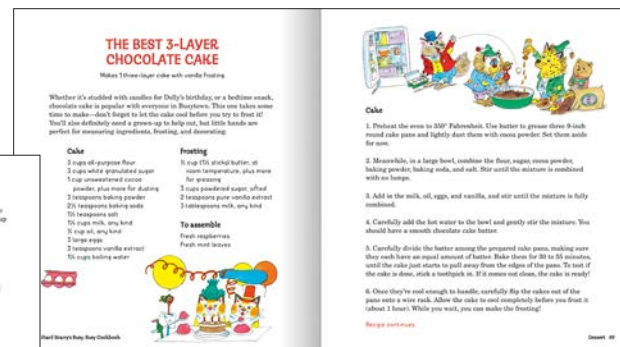 THE BEST 3-LAYER
CHOCOLATE CAKE
Makes 1 three-layer cake with vanilla frosting
Whether it's studded with candles for Dolly's birthday, or a bedtime snack,
chocolate cake is popular with everyone in Busytown. This one takes some
time to make—don't forget to let the cake cool before you try to frost it!
You'll also definitely need a grown-up to help out, but little hands are
perfect for measuring ingredients, frosting, and decorating.
Cake
3 cups all-purpose flour
3 cups white granulated sugar
1 cup unsweetened cocoa
powder, plus more for dusting
3 teaspoons baking powder
2½ teaspoons baking soda
1½ teaspoons salt
cups milk, any kind
cup oil, any kind
3 large eggs
3 teaspoons vanilla extract
1½ cups boiling water
Frosting
¾ cup (1½ sticks) butter, at
room temperature, plus more
for greasing
3 cups powdered sugar, sifted
2 teaspoons pure vanilla extract
3 tablespoons milk, any kind
To assemble
Fresh raspberries
Fresh mint leaves
Richard Scarry's Busy, Busy Cookbook
Cake
1. Preheat the oven to 350° Fahrenheit. Use butter to grease three 9-inch
round cake pans and lightly dust them with cocoa powder. Set them aside
for now.
2. Meanwhile, in a large bowl, combine the flour, sugar, cocoa powder,
baking powder, baking soda, and salt. Stir until the mixture is combined
with no lumps.
3. Add in the milk, oil, eggs, and vanilla, and stir until the mixture is fully
combined.
4. Carefully add the hot water to the bowl and gently stir the mixture. You
should have a smooth chocolate cake batter.
5. Carefully divide the batter among the prepared cake pans, making sure
they each have an equal amount of batter. Bake them for 30 to 35 minutes,
until the cake just starts to pull away from the edges of the pans. To test if
the cake is done, stick a toothpick in. If it comes out clean, the cake is ready!
6. Once they're cool enough to handle, carefully flip the cakes out of the
pans onto a wire rack. Allow the cake to cool completely before you frost it
(about 1 hour). While you wait, you can make the frosting!
Recipe continues
Dessert